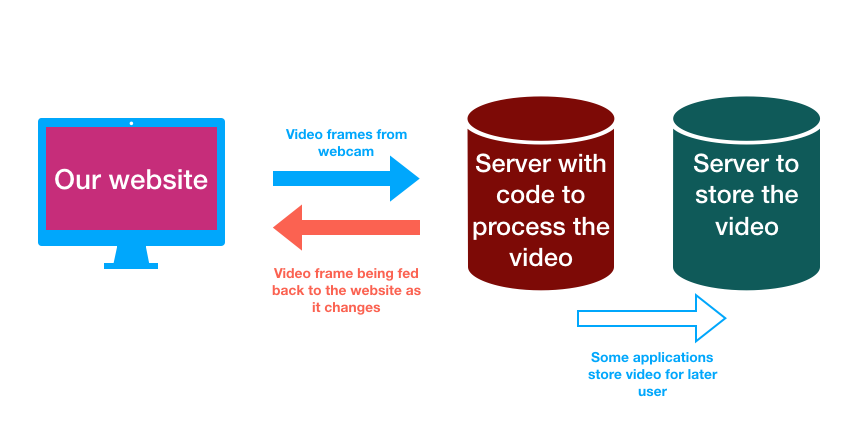 Our website
Video frames from
webcam
Video frame being fed
back to the website as
it changes
Server with
code to
process the
video
Server to
store the
video
Some applications
store video for later
user